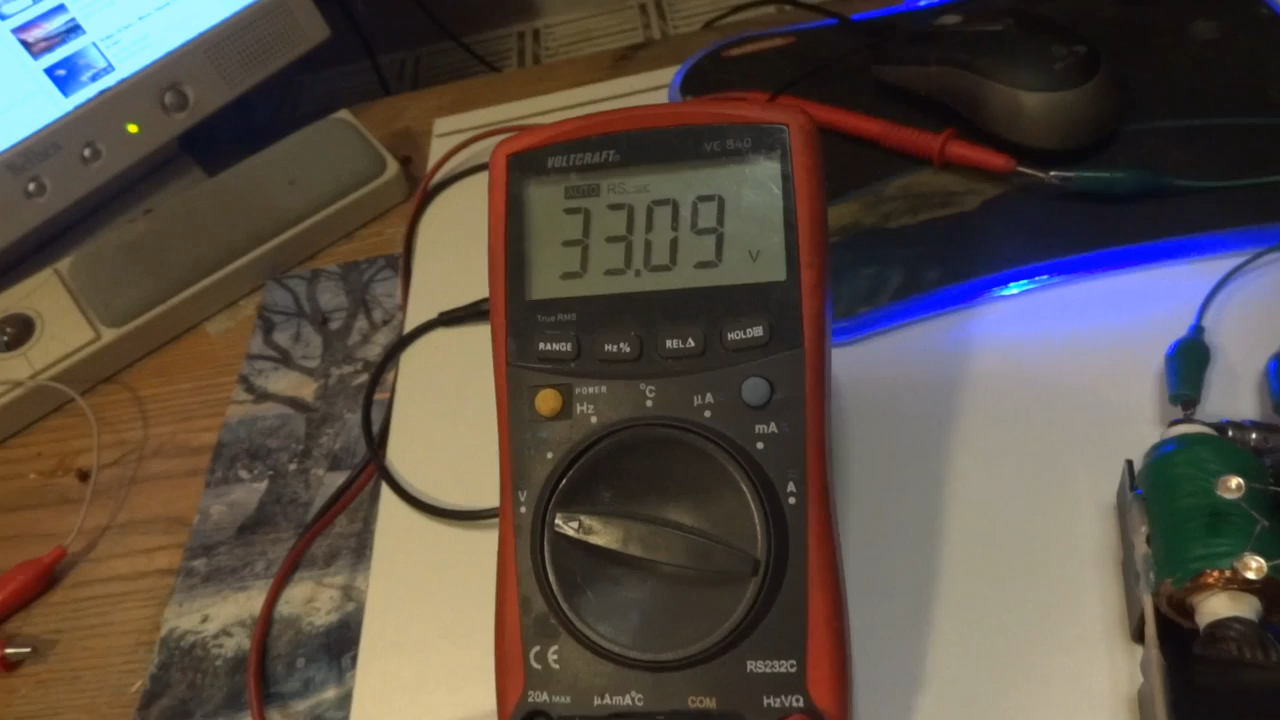 VOLTCRAFT®
VC 840
AUTO RS
33.09 V
True RMS
RANGE Hz % REL Δ HOLD
POWER
Hz °C μA mA
V A
CE
RS232C
20A MAX μAmA°C COM HzVΩ